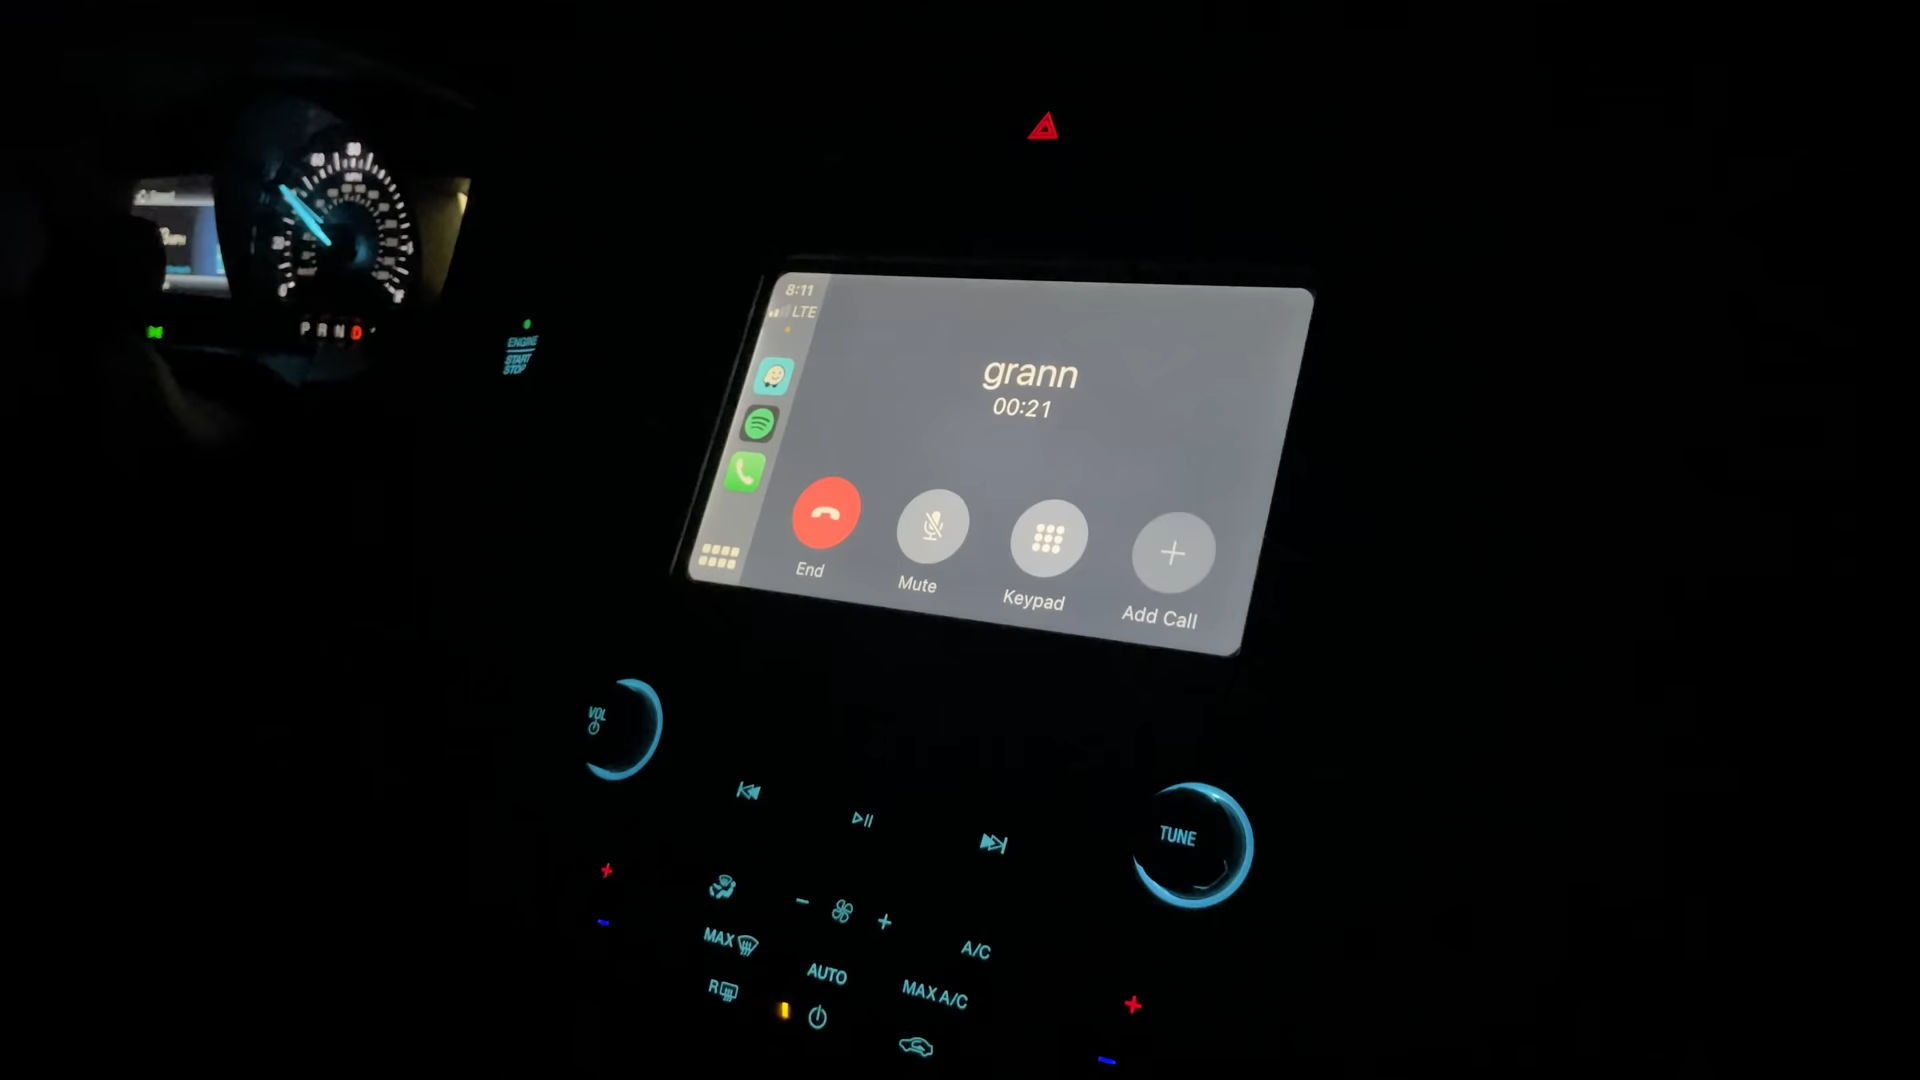 8:11
LTE
grann
00:21
End
Mute
Keypad
Add Call
P R N D
ENGINE
START
STOP
VOL
TUNE
A/C
MAX
AUTO
MAX A/C
R